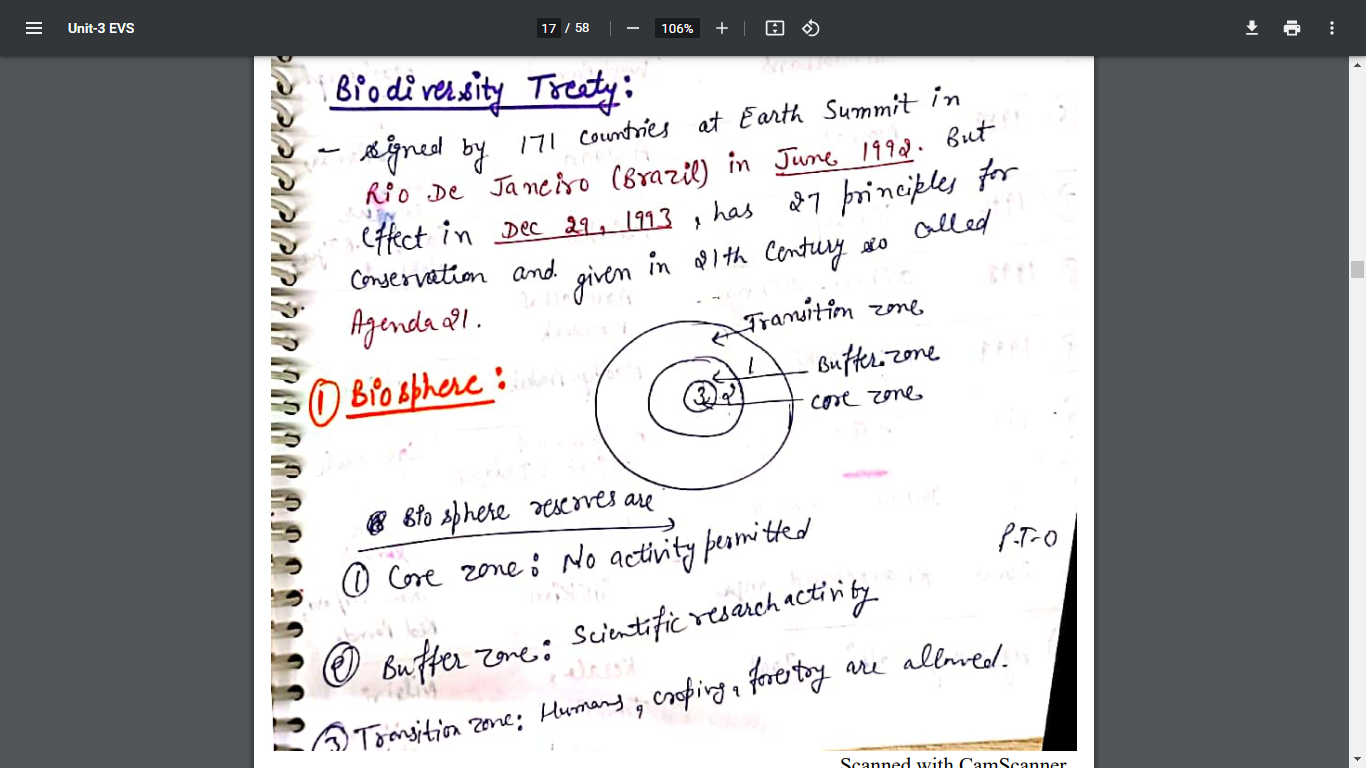 Unit-3 EVS
17 / 58
106%
Biodiversity Treaty:
- signed by 171 countries at Earth Summit in
Rio De Janeiro (Brazil) in June 1992. But
effect in Dec 29, 1993, has 27 principles for
Conservation and given in 21th Century so called
Agenda 21.
Transition zone
① Biosphere:
1
Buffer zone
3 2
core zone
Bio sphere reserves are
① Core zone: No activity permitted
P.T.O
② Buffer zone: Scientific resarch activity
③ Transition zone: Humans, croping, forestry are allowed.
Scanned with CamScanner